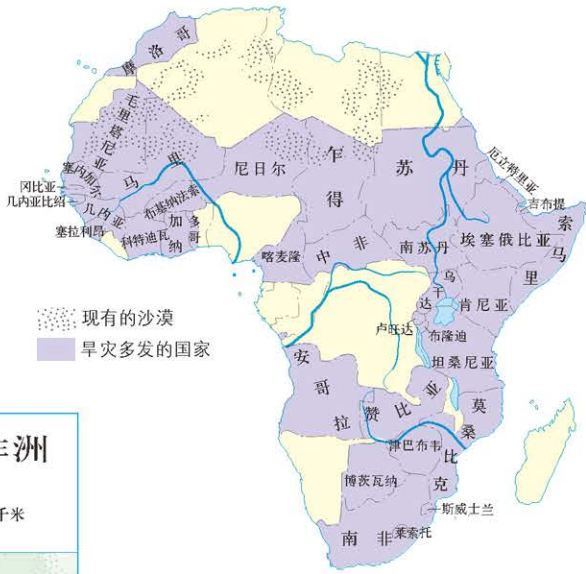 摩洛哥
毛里塔尼亚
塞内加尔
冈比亚
几内亚比绍
几内亚
塞拉利昂
马里
布基纳法索
科特迪瓦
加纳
多哥
尼日尔
乍得
苏丹
厄立特里亚
吉布提
喀麦隆
中非
南苏丹
埃塞俄比亚
索马里
乌干达
肯尼亚
卢旺达
布隆迪
坦桑尼亚
现有的沙漠
旱灾多发的国家
安哥拉
赞比亚
莫桑比克
津巴布韦
博茨瓦纳
斯威士兰
南非
莱索托
洲
千米